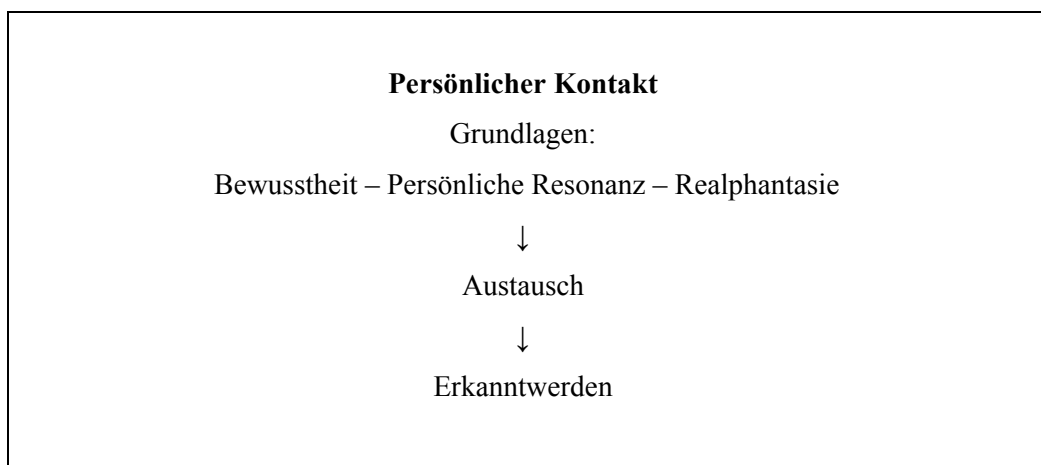 Persönlicher Kontakt
Grundlagen:
Bewusstheit – Persönliche Resonanz – Realphantasie
↓
Austausch
↓
Erkanntwerden